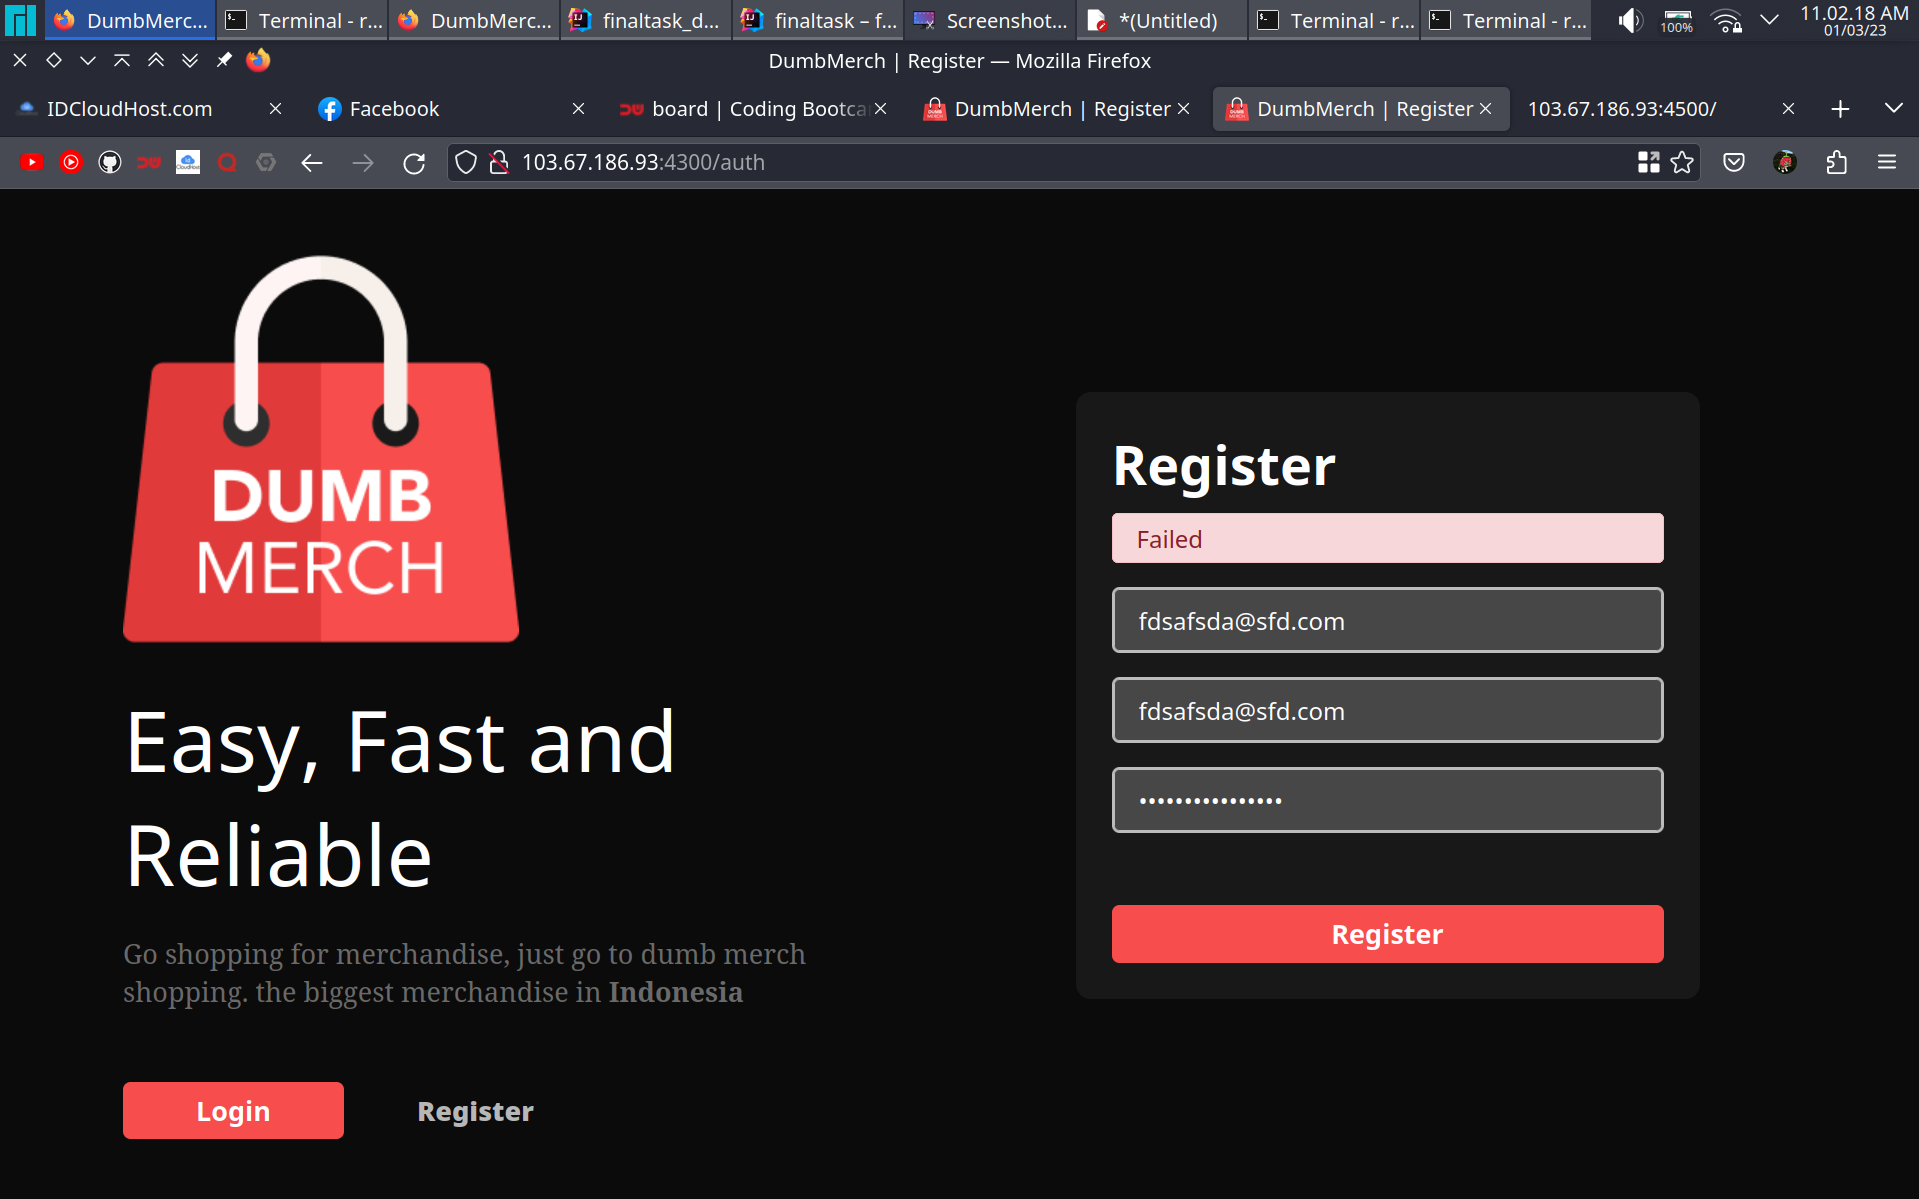 DumbMerc...
Terminal - r...
DumbMerc...
finaltask_d...
finaltask – f...
Screenshot...
*(Untitled)
Terminal - r...
Terminal - r...
100%
11.02.18 AM
01/03/23
DumbMerch | Register — Mozilla Firefox
IDCloudHost.com
Facebook
board | Coding Bootca
DumbMerch | Register
DumbMerch | Register
103.67.186.93:4500/
103.67.186.93:4300/auth
DUMB
MERCH
Easy, Fast and
Reliable
Go shopping for merchandise, just go to dumb merch
shopping. the biggest merchandise in Indonesia
Login
Register
Register
Failed
fdsafsda@sfd.com
fdsafsda@sfd.com
••••••••••••••••
Register